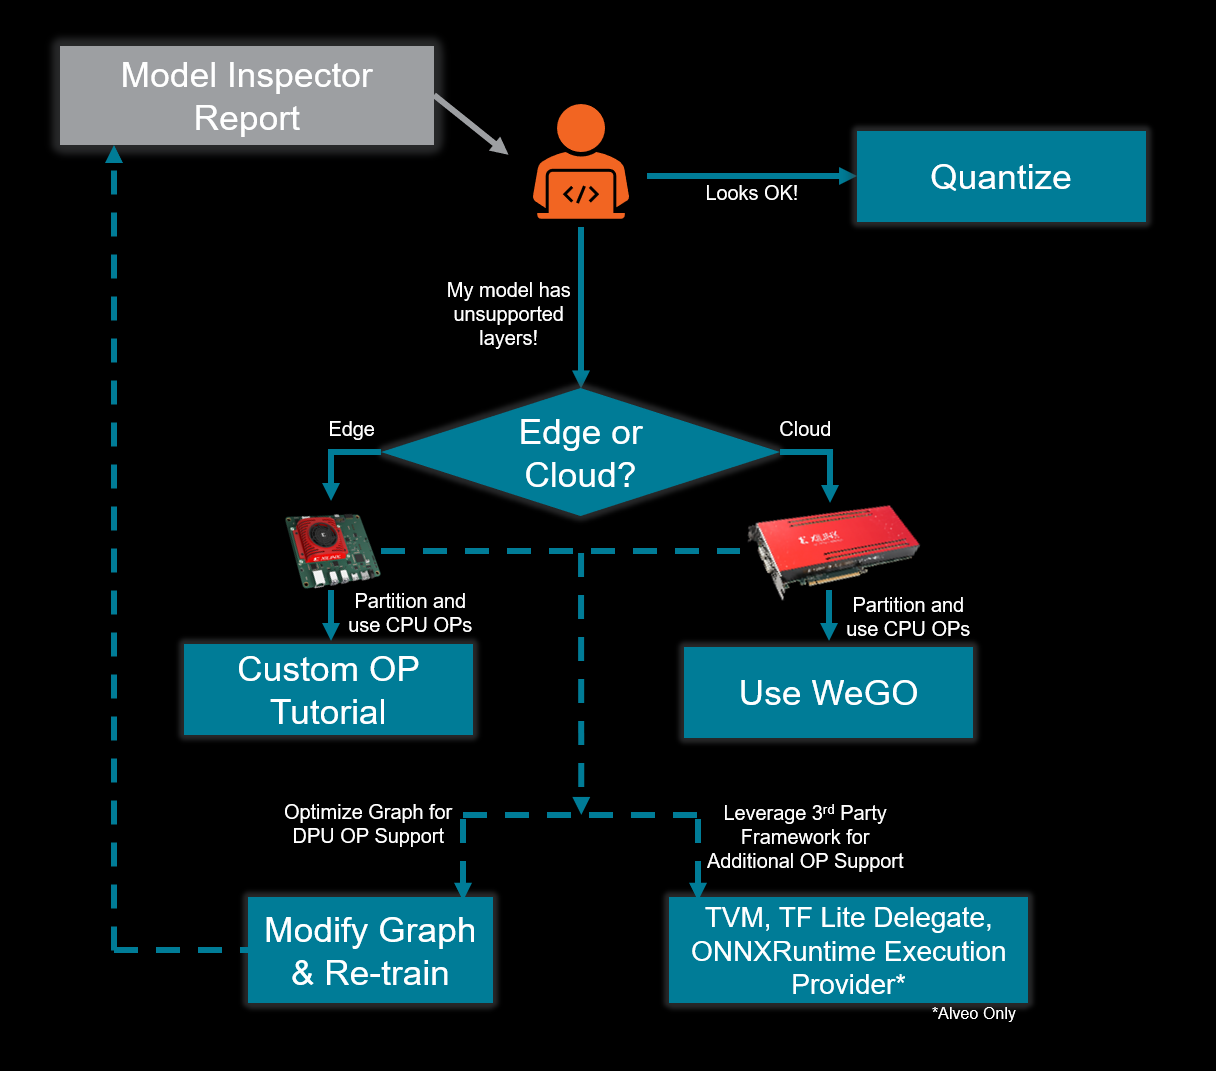 Model Inspector
Report
</>
Looks OK!
Quantize
My model has
unsupported
layers!
Edge or
Cloud?
Edge
Cloud
XILINX
XILINX
Partition and
use CPU OPs
Partition and
use CPU OPs
Custom OP
Tutorial
Use WeGO
Optimize Graph for
DPU OP Support
Leverage 3rd Party
Framework for
Additional OP Support
Modify Graph
& Re-train
TVM, TF Lite Delegate,
ONNXRuntime Execution
Provider*
*Alveo Only